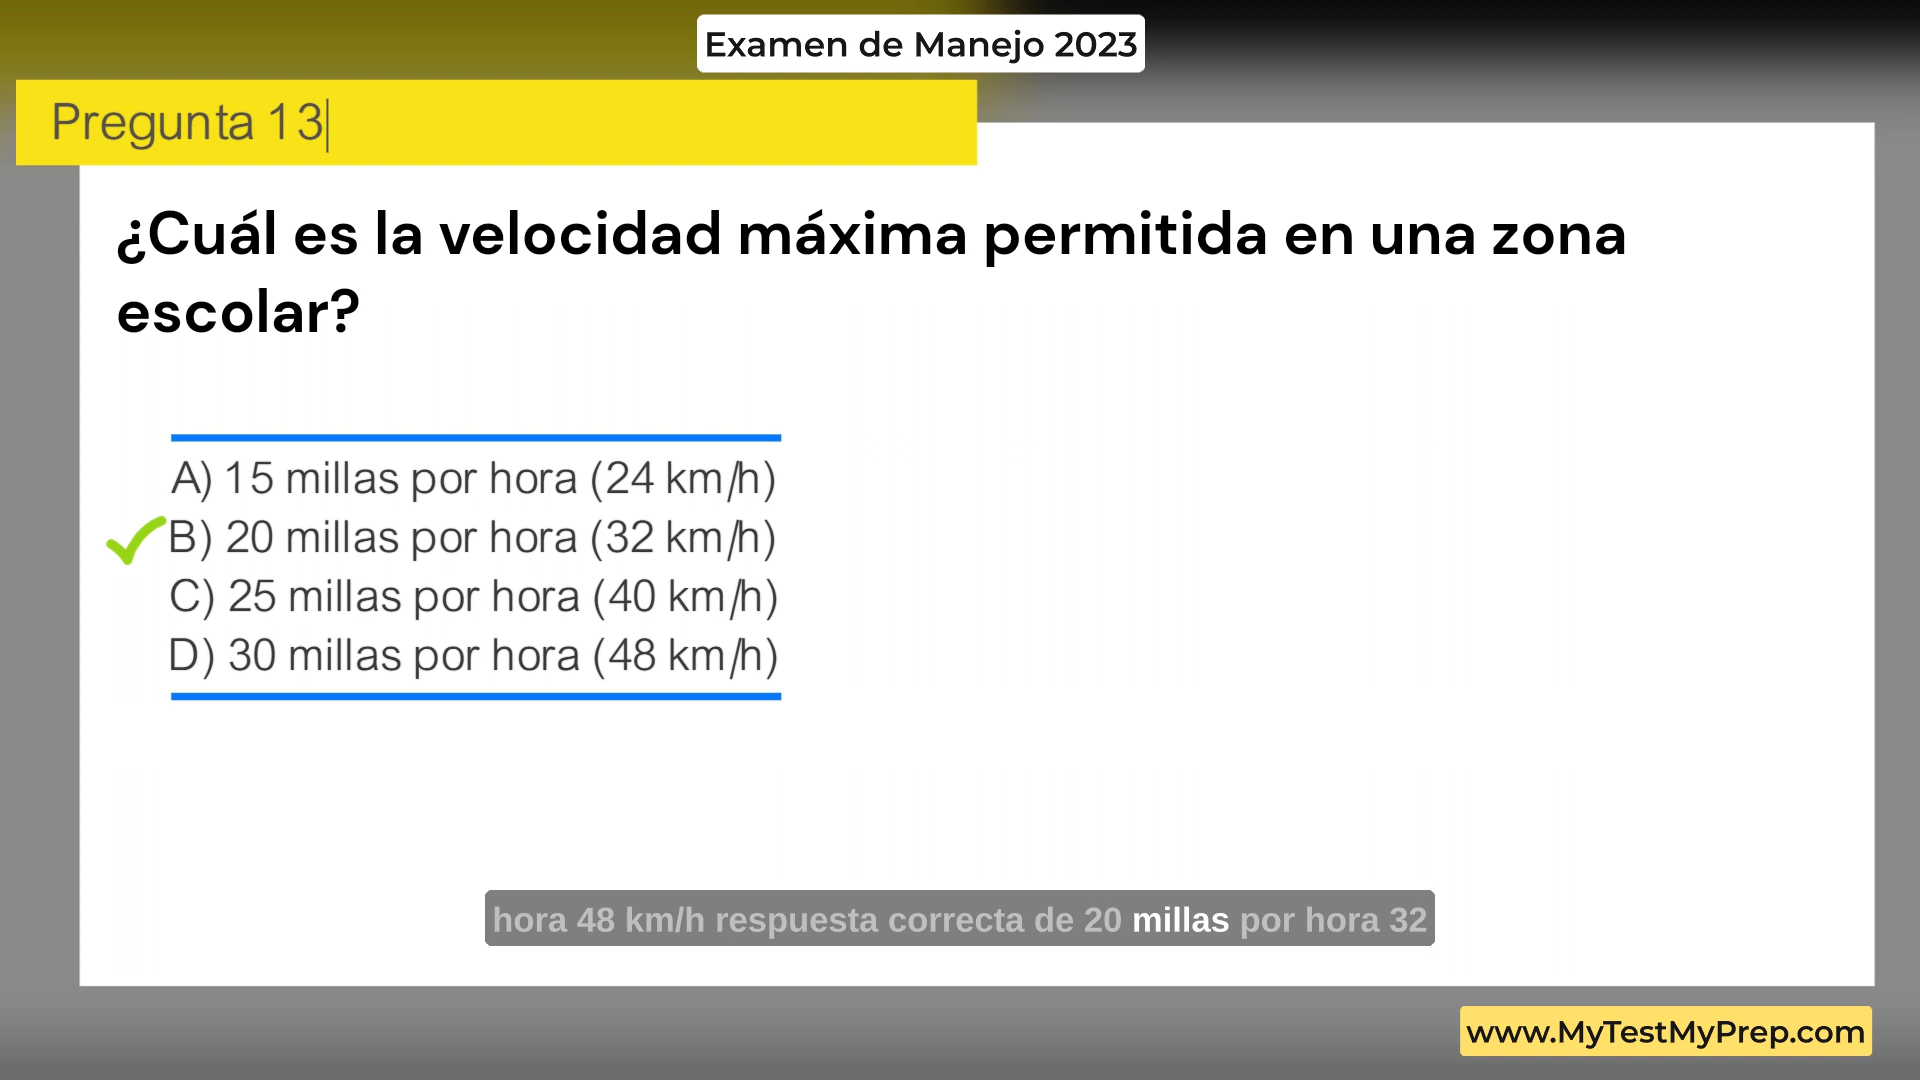 Examen de Manejo 2023
Pregunta 13
¿Cuál es la velocidad máxima permitida en una zona
escolar?
A) 15 millas por hora (24 km/h)
B) 20 millas por hora (32 km/h)
C) 25 millas por hora (40 km/h)
D) 30 millas por hora (48 km/h)
hora 48 km/h respuesta correcta de 20 millas por hora 32
www.MyTestMyPrep.com